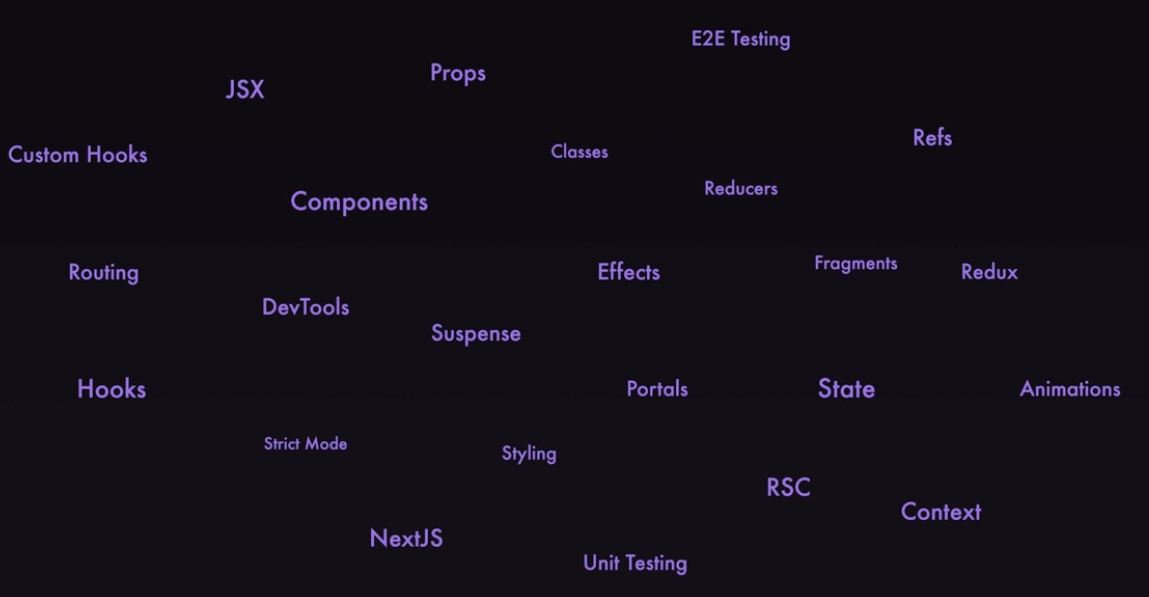 E2E Testing
Props
JSX
Refs
Classes
Custom Hooks
Reducers
Components
Fragments
Routing
Effects
Redux
DevTools
Suspense
Hooks
Portals
State
Animations
Strict Mode
Styling
RSC
Context
NextJS
Unit Testing